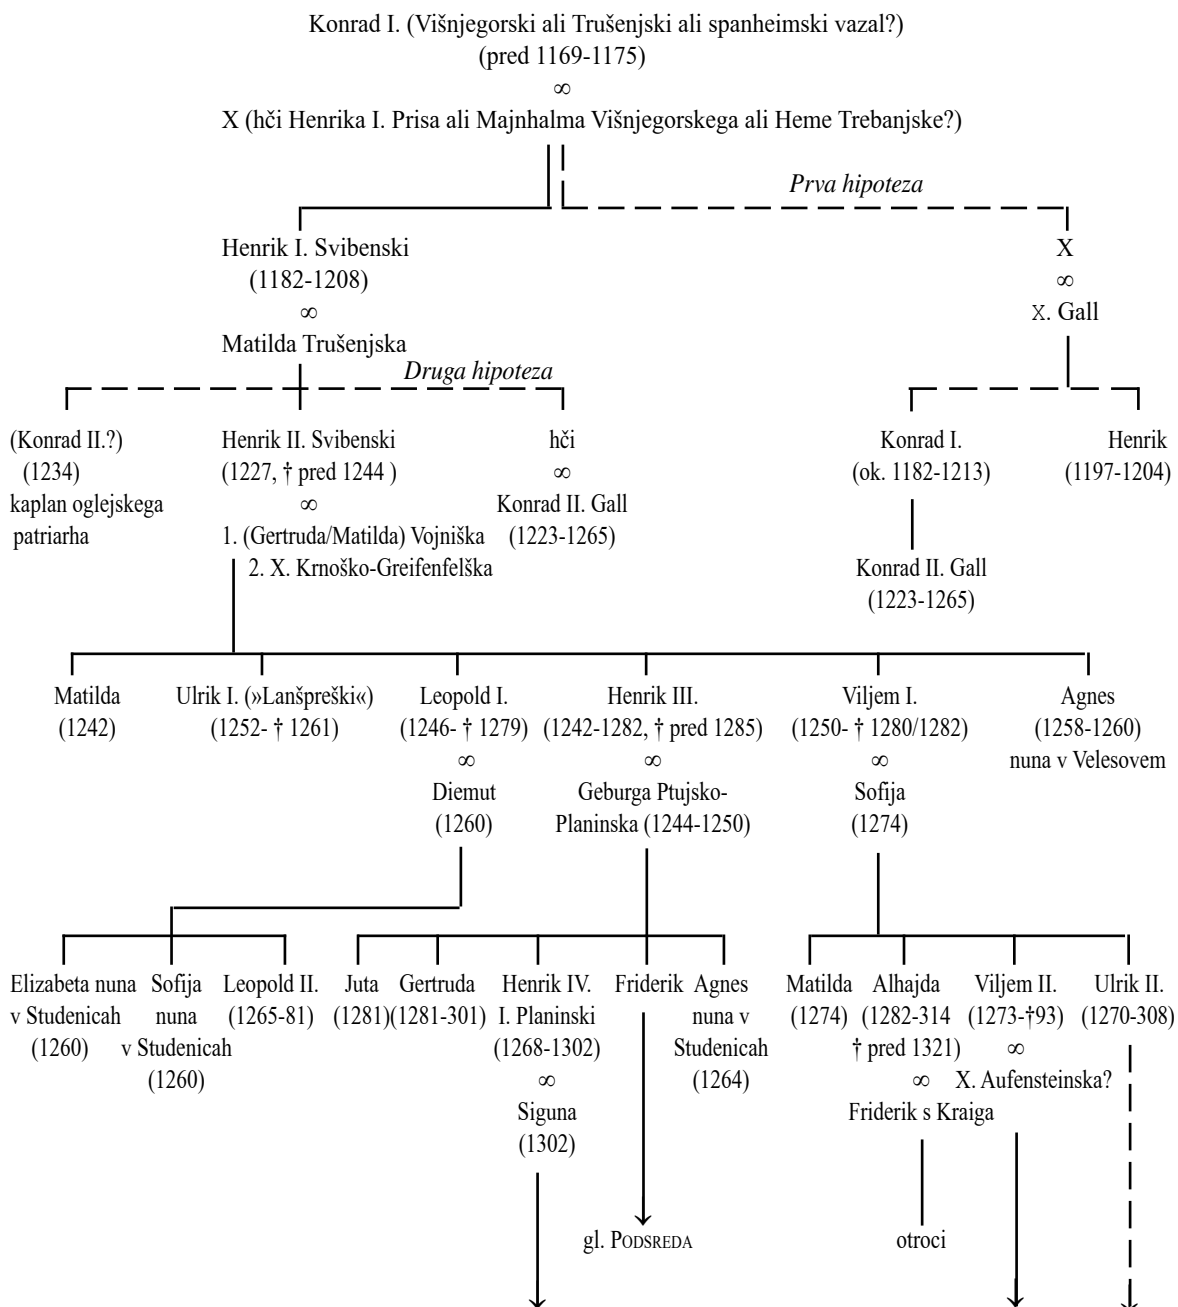 Konrad I. (Višnjegorski ali Trušenjski ali spanheimski vazal?)
(pred 1169-1175)
∞
X (hči Henrika I. Prisa ali Majnhalma Višnjegorskega ali Heme Trebanjske?)
Prva hipoteza
Henrik I. Svibenski
(1182-1208)
∞
Matilda Trušenjska
X
∞
X. Gall
Druga hipoteza
(Konrad II.?)
(1234)
kaplan oglejskega
patriarha
Henrik II. Svibenski
(1227, † pred 1244 )
∞
1. (Gertruda/Matilda) Vojniška
2. X. Krnoško-Greifenfelška
hči
∞
Konrad II. Gall
(1223-1265)
Konrad I.
(ok. 1182-1213)
Konrad II. Gall
(1223-1265)
Henrik
(1197-1204)
Matilda
(1242)
Ulrik I. (»Lanšpreški«)
(1252- † 1261)
Leopold I.
(1246- † 1279)
∞
Diemut
(1260)
Henrik III.
(1242-1282, † pred 1285)
∞
Geburga Ptujsko-
Planinska (1244-1250)
Viljem I.
(1250- † 1280/1282)
∞
Sofija
(1274)
Agnes
(1258-1260)
nuna v Velesovem
Elizabeta nuna
v Studenicah
(1260)
Sofija
nuna
v Studenicah
(1260)
Leopold II.
(1265-81)
Juta
(1281)
Gertruda
(1281-301)
Henrik IV.
I. Planinski
(1268-1302)
∞
Siguna
(1302)
Friderik
gl. PODSREDA
Agnes
nuna v
Studenicah
(1264)
Matilda
(1274)
Alhajda
(1282-314
† pred 1321)
∞
Friderik s Kraiga
otroci
Viljem II.
(1273-†93)
∞
X. Aufensteinska?
Ulrik II.
(1270-308)